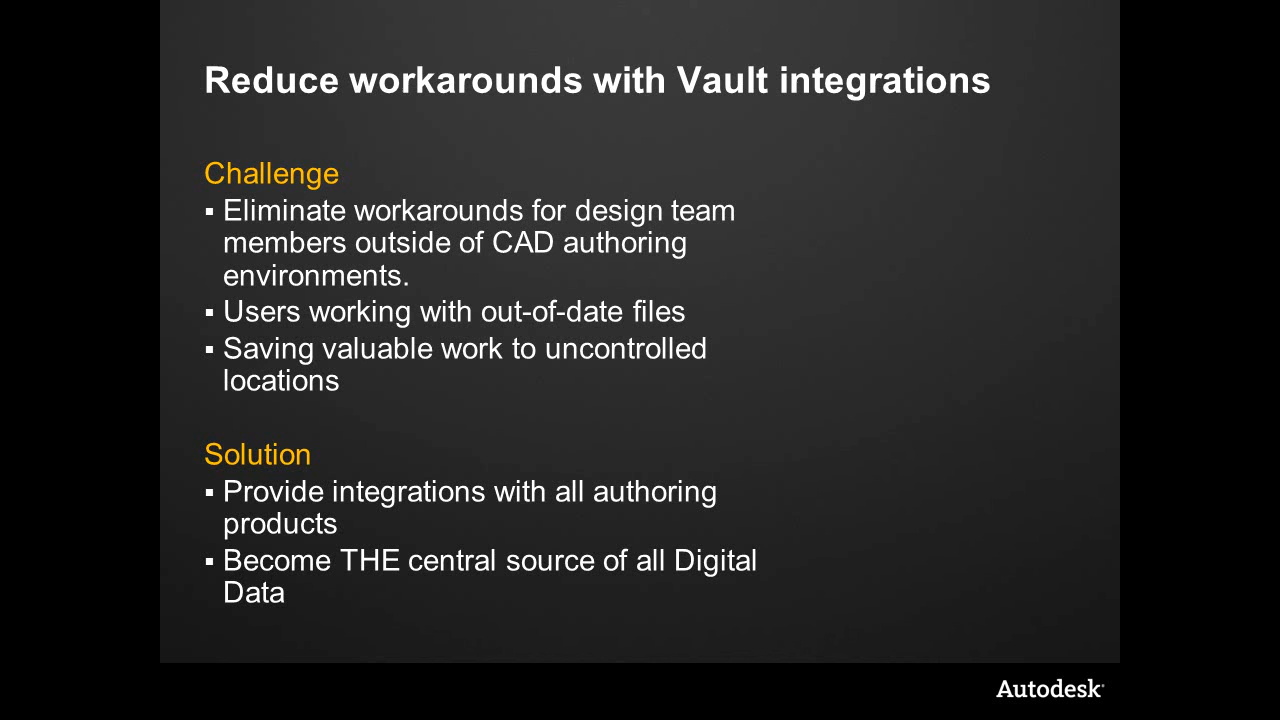 Reduce workarounds with Vault integrations
Challenge
▪ Eliminate workarounds for design team
members outside of CAD authoring
environments.
▪ Users working with out-of-date files
▪ Saving valuable work to uncontrolled
locations
Solution
▪ Provide integrations with all authoring
products
▪ Become THE central source of all Digital
Data
Autodesk